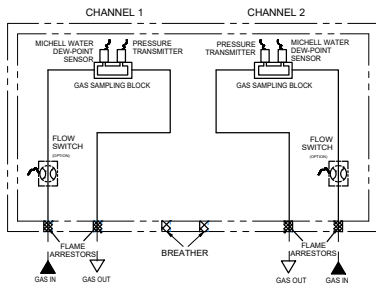 CHANNEL 1
CHANNEL 2
MICHELL WATER
DEW-POINT
SENSOR
PRESSURE
TRANSMITTER
PRESSURE
TRANSMITTER
MICHELL WATER
DEW-POINT
SENSOR
GAS SAMPLING BLOCK
GAS SAMPLING BLOCK
FLOW
SWITCH
(OPTION)
FLOW
SWITCH
(OPTION)
FLAME
ARRESTORS
BREATHER
FLAME
ARRESTORS
GAS IN
GAS OUT
GAS OUT
GAS IN